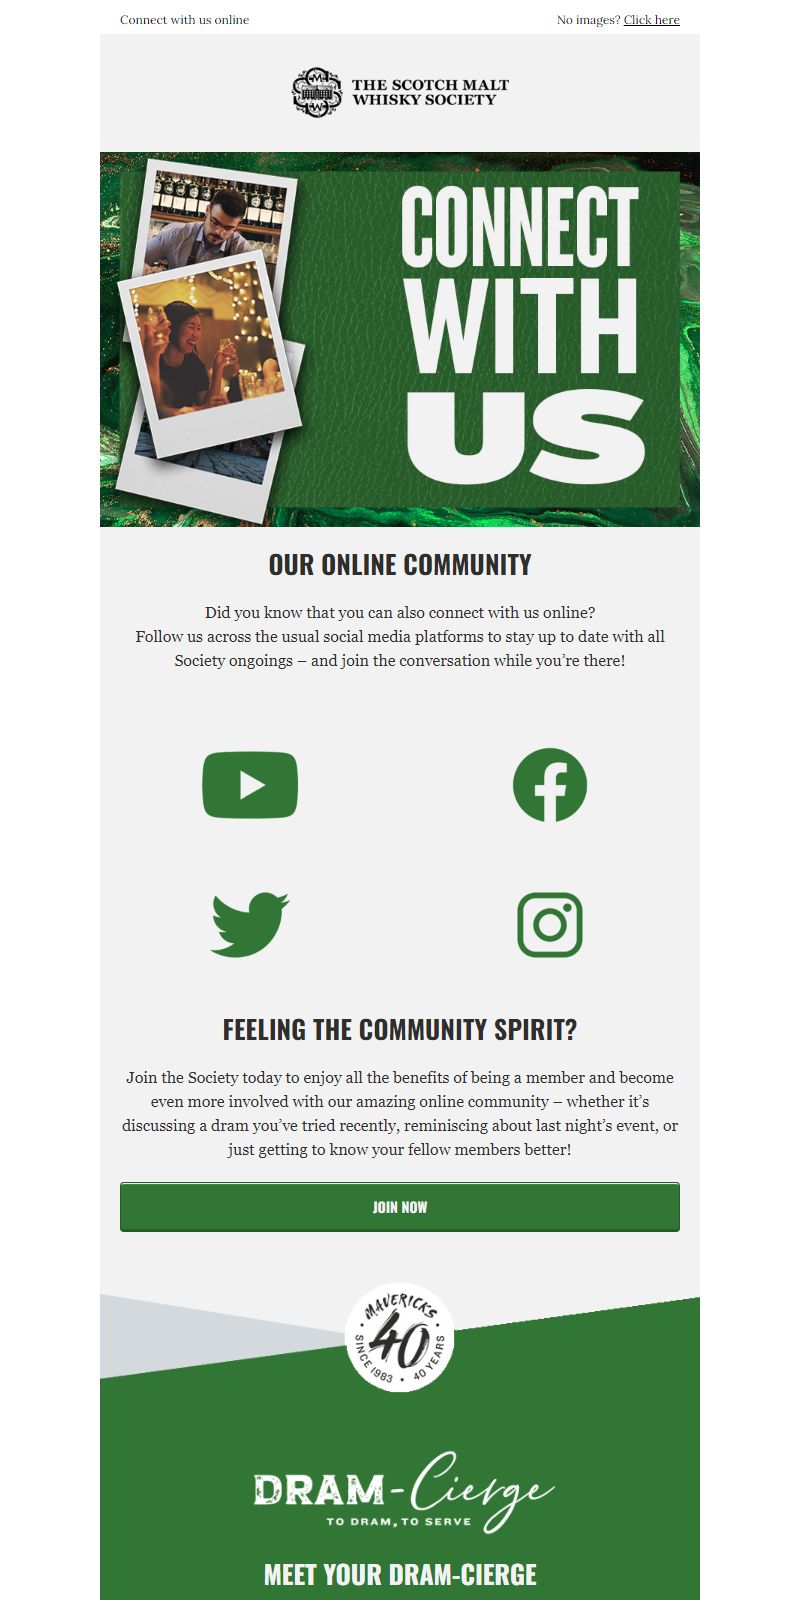 Connect with us online
No images? Click here
THE SCOTCH MALT
WHISKY SOCIETY
CONNECT
WITH
US
OUR ONLINE COMMUNITY
Did you know that you can also connect with us online?
Follow us across the usual social media platforms to stay up to date with all
Society ongoings – and join the conversation while you’re there!
FEELING THE COMMUNITY SPIRIT?
Join the Society today to enjoy all the benefits of being a member and become
even more involved with our amazing online community – whether it’s
discussing a dram you’ve tried recently, reminiscing about last night’s event, or
just getting to know your fellow members better!
JOIN NOW
MAVERICKS
40
SINCE 1983 • 40 YEARS
DRAM-Cierge
TO DRAM, TO SERVE
MEET YOUR DRAM-CIERGE